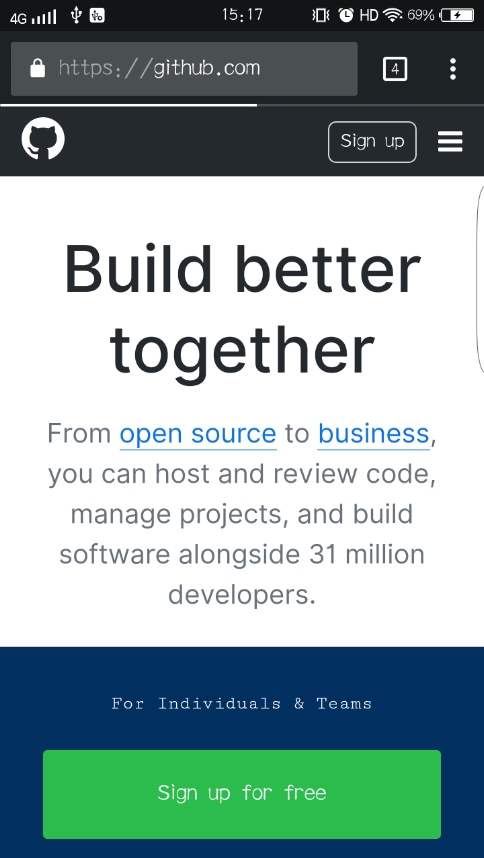 4G 15:17 HD 69%
https://github.com 4
Sign up
Build better
together
From open source to business,
you can host and review code,
manage projects, and build
software alongside 31 million
developers.
For Individuals & Teams
Sign up for free